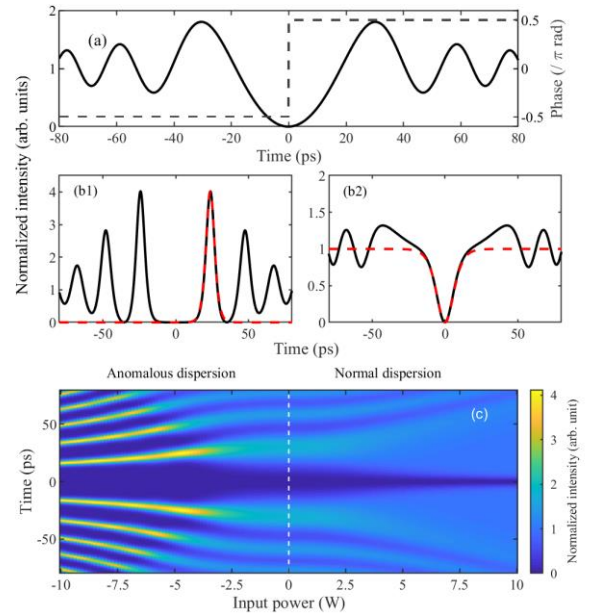 (a)
2
1
0
0.5
0
-0.5
-80 -60 -40 -20 0 20 40 60 80
Time (ps)
Phase (/ π rad)
Normalized intensity (arb. units)
(b1)
4
3
2
1
0
-50 0 50
(b2)
2
1.5
1
0.5
0
-50 0 50
Time (ps)
Anomalous dispersion Normal dispersion
(c)
50
0
-50
Time (ps)
-10 -7.5 -5 -2.5 0 2.5 5 7.5 10
Input power (W)
4
3
2
1
0
Normalized intensity (arb. unit)